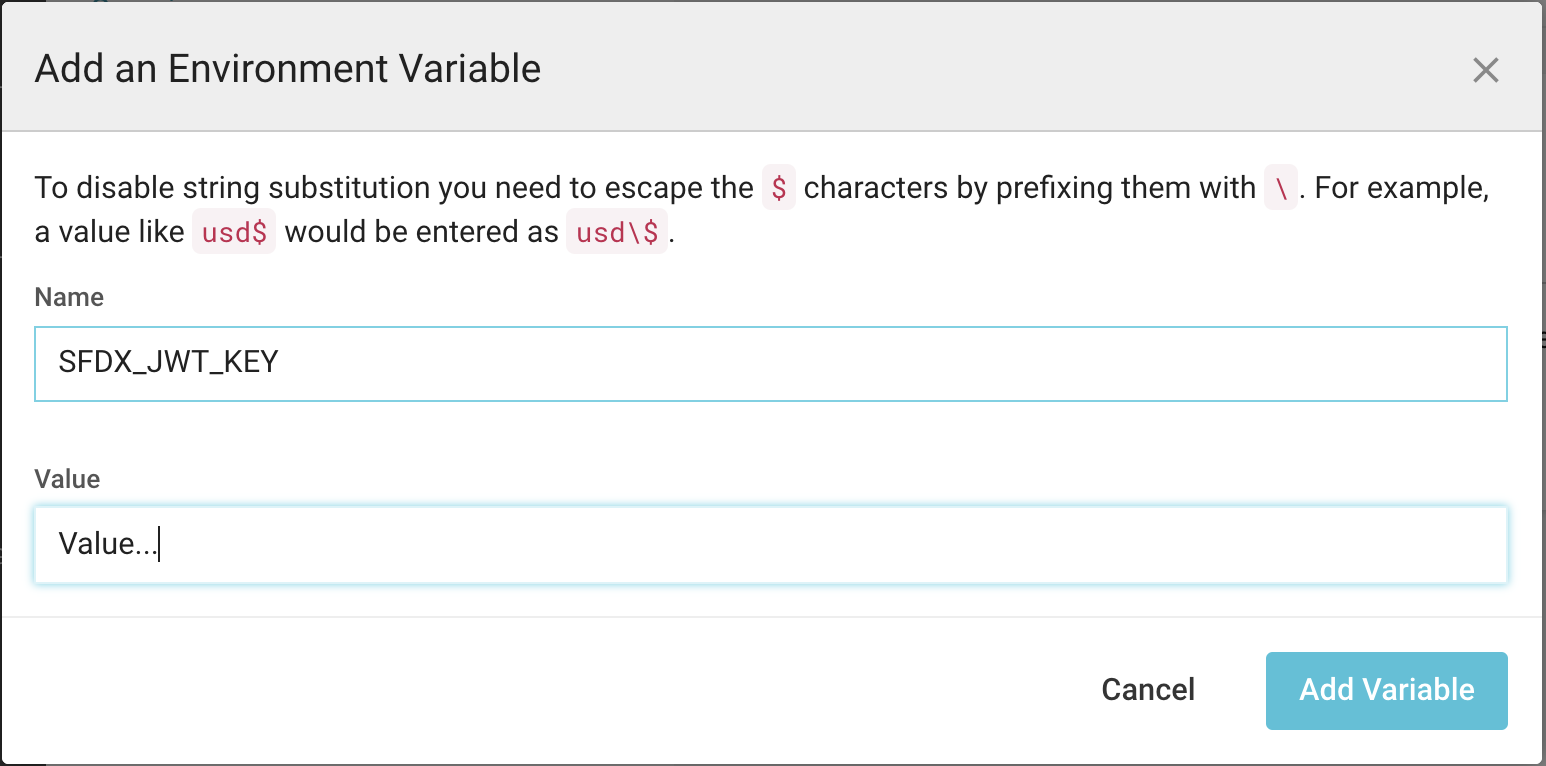 Add an Environment Variable
To disable string substitution you need to escape the $ characters by prefixing them with \. For example,
a value like usd$ would be entered as usd\$.
Name
SFDX_JWT_KEY
Value
Value...
Cancel
Add Variable